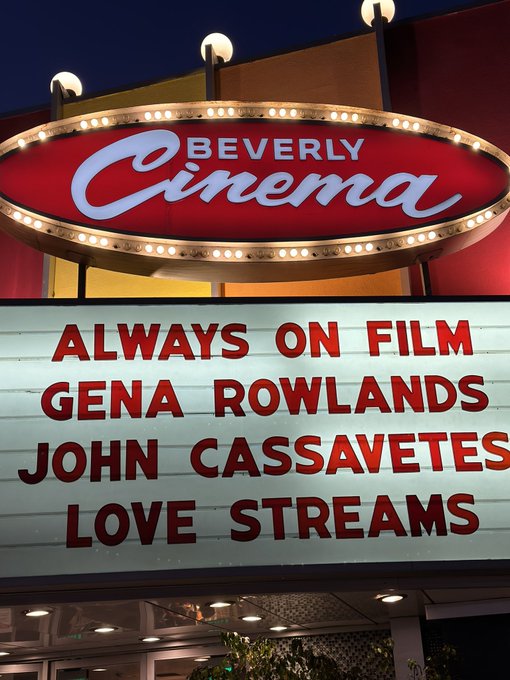 BEVERLY
Cinema
ALWAYS ON FILM
GENA ROWLANDS
JOHN CASSAVETES
LOVE STREAMS